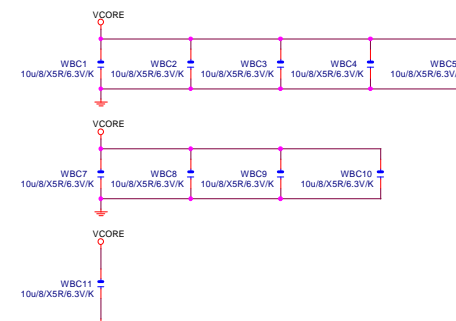 VCORE
WBC1 WBC2 WBC3 WBC4 WBC5
10u/8/X5R/6.3V/K 10u/8/X5R/6.3V/K 10u/8/X5R/6.3V/K 10u/8/X5R/6.3V/K 10u/8/X5R/6.3V/
VCORE
WBC7 WBC8 WBC9 WBC10
10u/8/X5R/6.3V/K 10u/8/X5R/6.3V/K 10u/8/X5R/6.3V/K 10u/8/X5R/6.3V/K
VCORE
WBC11
10u/8/X5R/6.3V/K